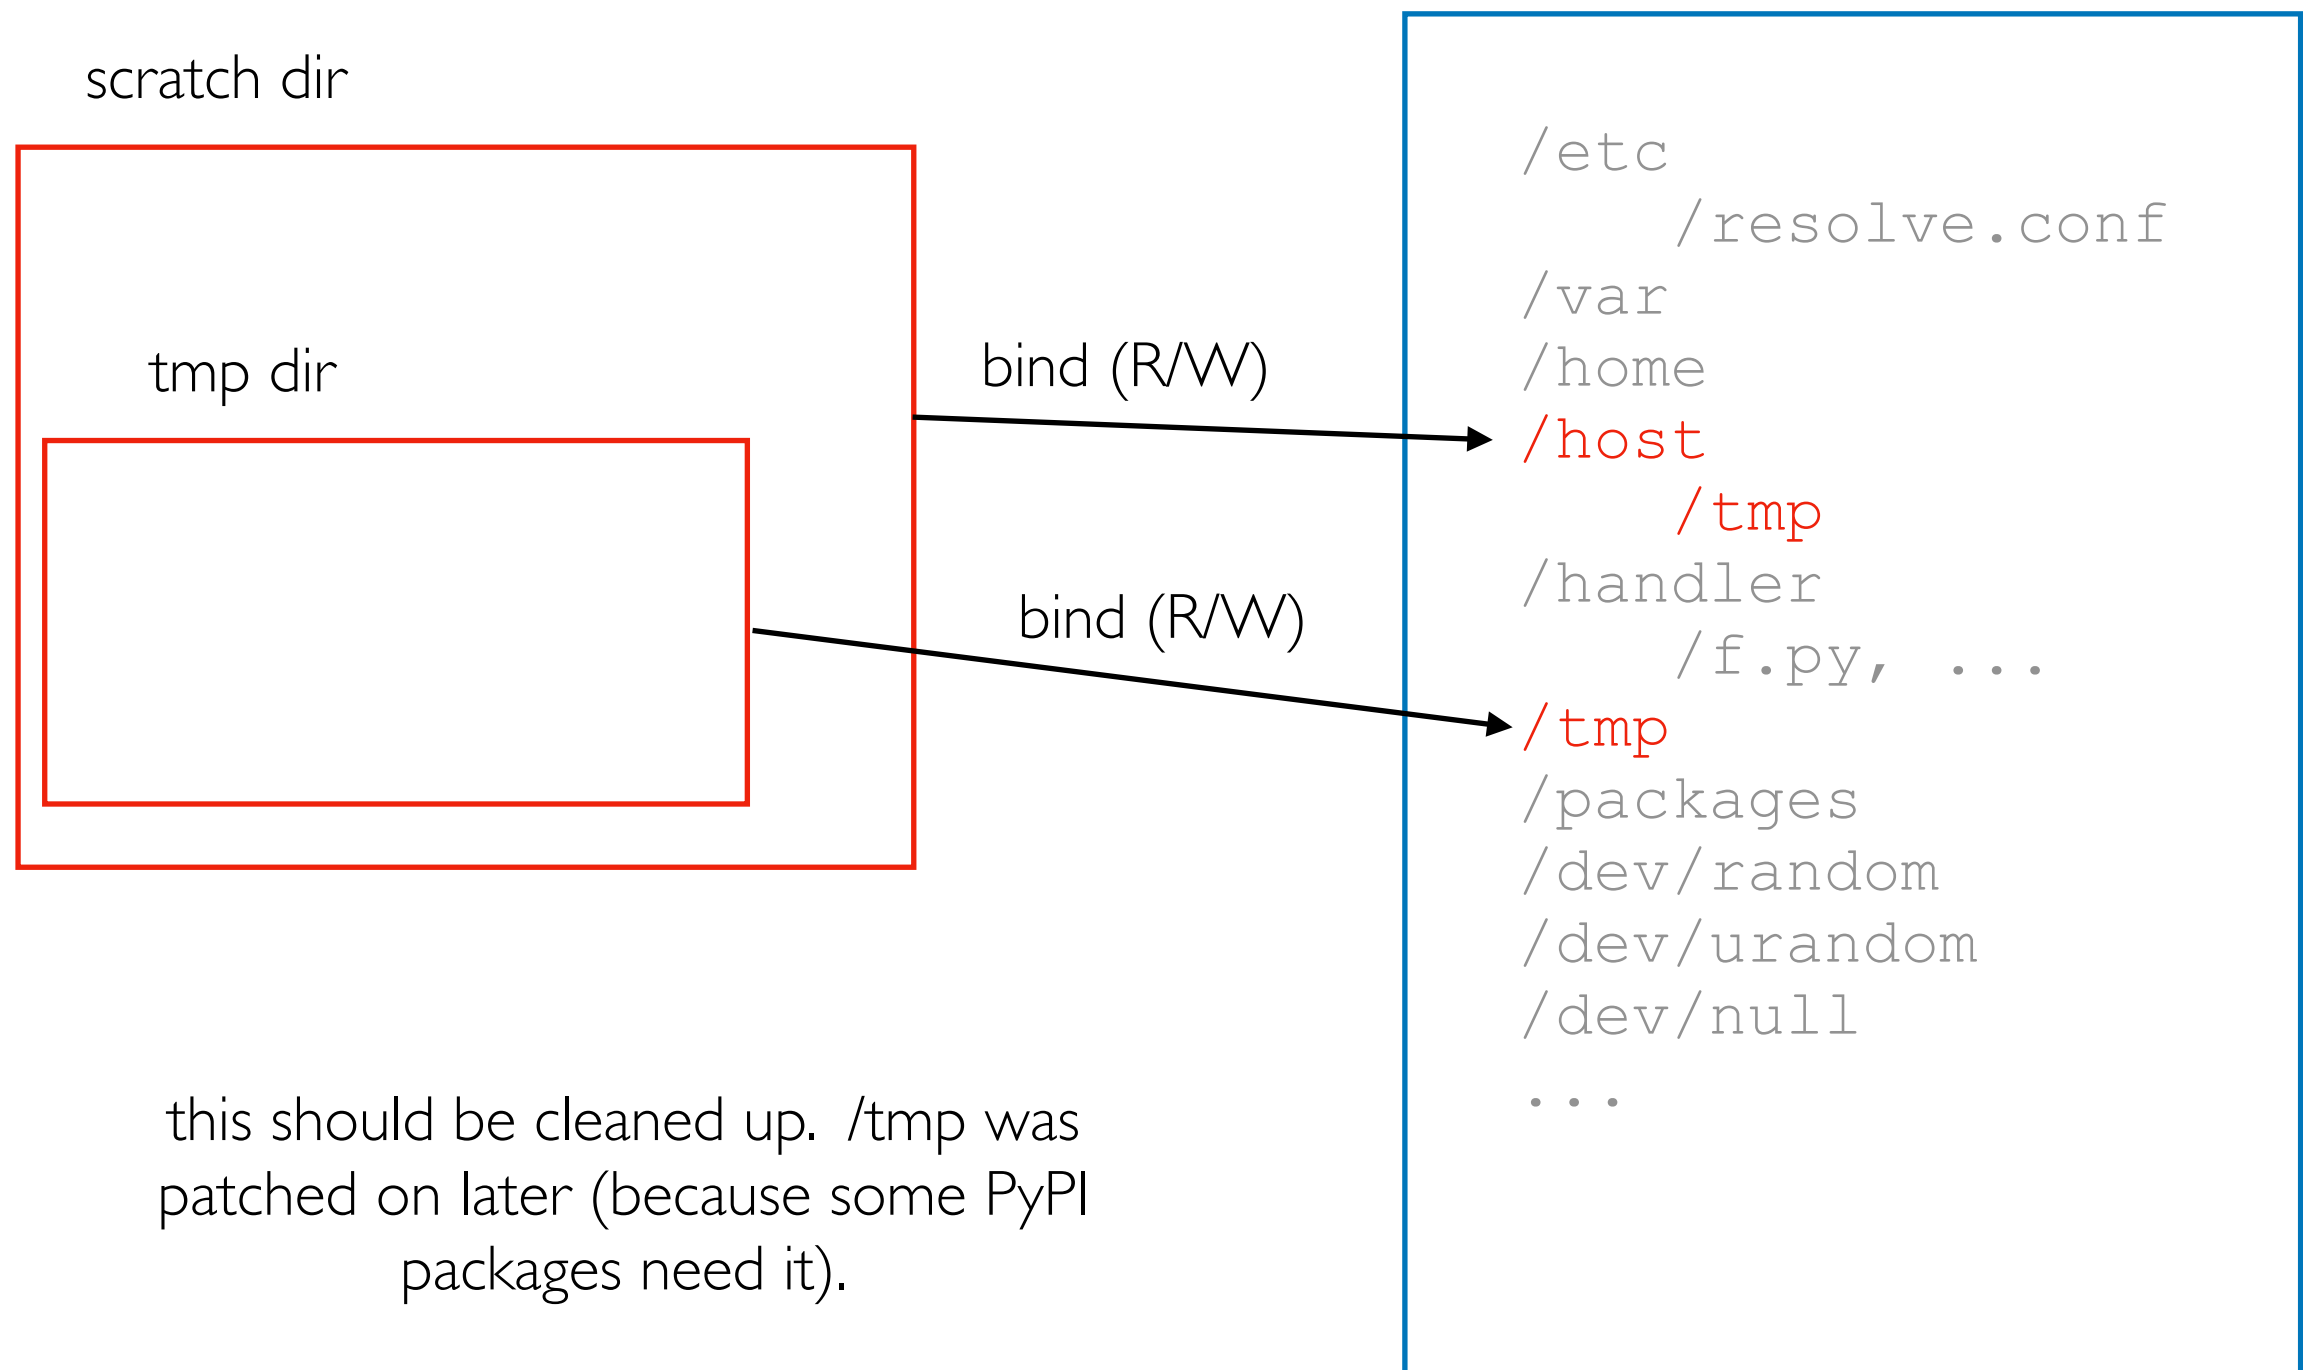 scratch dir
tmp dir
bind (R/W)
bind (R/W)
/etc
/resolve.conf
/var
/home
/host
/tmp
/handler
/f.py, ...
/tmp
/packages
/dev/random
/dev/urandom
/dev/null
...
this should be cleaned up.  /tmp was
patched on later (because some PyPI
packages need it).